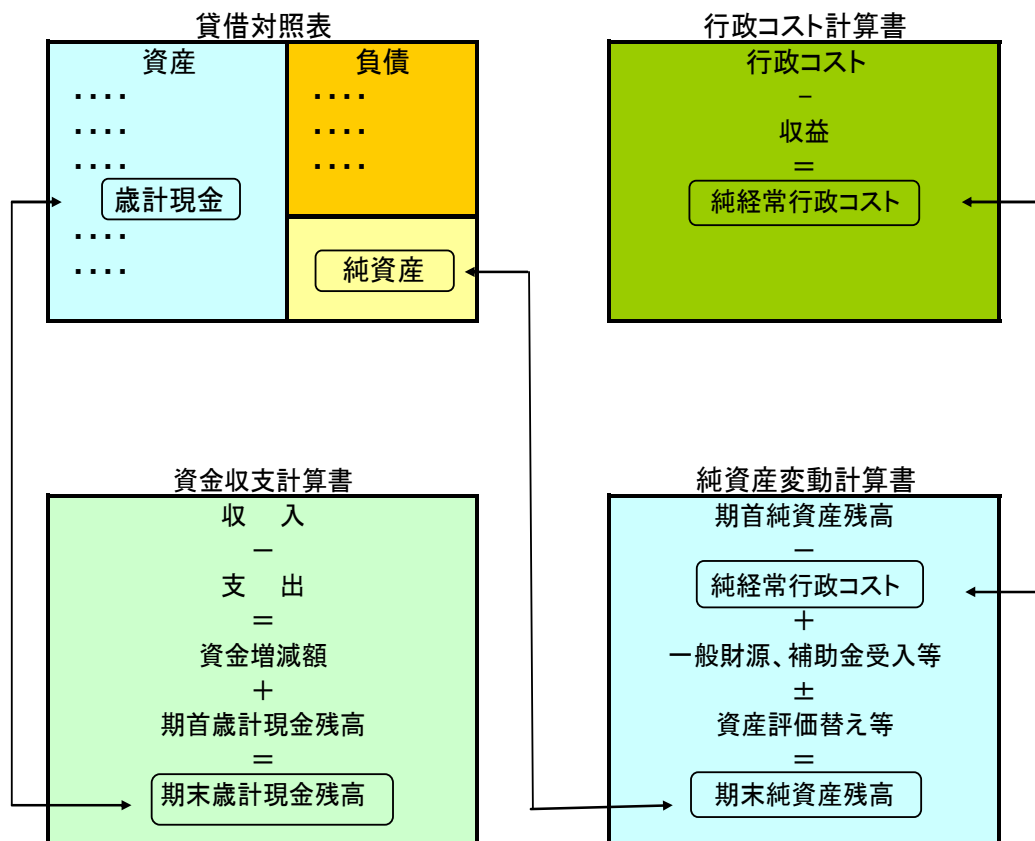 貸借対照表
資産
・・・・
・・・・
・・・・
歳計現金
・・・・
・・・・
負債
・・・・
・・・・
・・・・
純資産
行政コスト計算書
行政コスト
－
収益
＝
純経常行政コスト
資金収支計算書
収　入
－
支　出
＝
資金増減額
＋
期首歳計現金残高
＝
期末歳計現金残高
純資産変動計算書
期首純資産残高
－
純経常行政コスト
＋
一般財源、補助金受入等
±
資産評価替え等
＝
期末純資産残高